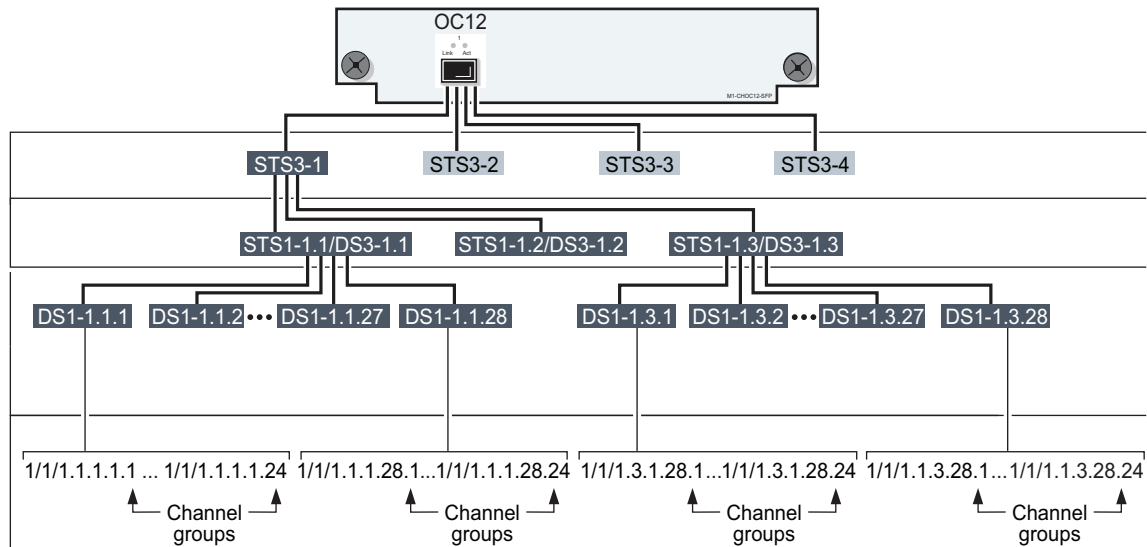 OC12
1
Link Act
M1-CHOC12-SFP
STS3-1 STS3-2 STS3-3 STS3-4
STS1-1.1/DS3-1.1 STS1-1.2/DS3-1.2 STS1-1.3/DS3-1.3
DS1-1.1.1 DS1-1.1.2 ••• DS1-1.1.27 DS1-1.1.28 DS1-1.3.1 DS1-1.3.2 ••• DS1-1.3.27 DS1-1.3.28
1/1/1.1.1.1.1 ... 1/1/1.1.1.1.24 1/1/1.1.1.28.1...1/1/1.1.1.28.24 1/1/1.3.1.28.1...1/1/1.3.1.28.24 1/1/1.1.3.28.1...1/1/1.1.3.28.24
Channel groups
Channel groups
Channel groups
Channel groups